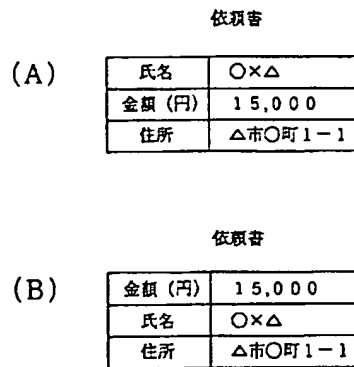 依頼書
(A)
氏名 ○×△
金額(円) 15,000
住所 △市○町1-1
依頼書
(B)
金額(円) 15,000
氏名 ○×△
住所 △市○町1-1